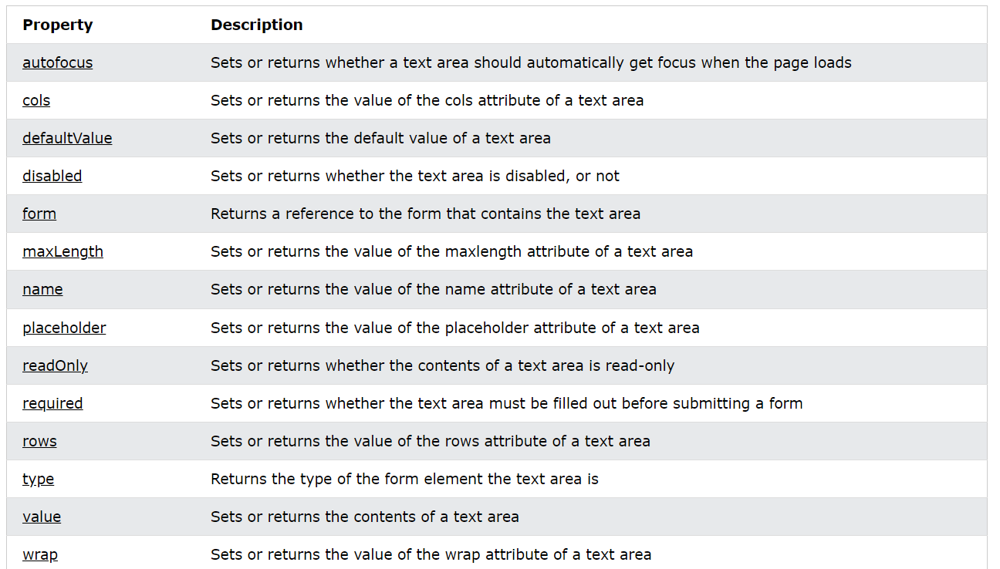 Property Description
autofocus Sets or returns whether a text area should automatically get focus when the page loads
cols Sets or returns the value of the cols attribute of a text area
defaultValue Sets or returns the default value of a text area
disabled Sets or returns whether the text area is disabled, or not
form Returns a reference to the form that contains the text area
maxLength Sets or returns the value of the maxlength attribute of a text area
name Sets or returns the value of the name attribute of a text area
placeholder Sets or returns the value of the placeholder attribute of a text area
readOnly Sets or returns whether the contents of a text area is read-only
required Sets or returns whether the text area must be filled out before submitting a form
rows Sets or returns the value of the rows attribute of a text area
type Returns the type of the form element the text area is
value Sets or returns the contents of a text area
wrap Sets or returns the value of the wrap attribute of a text area